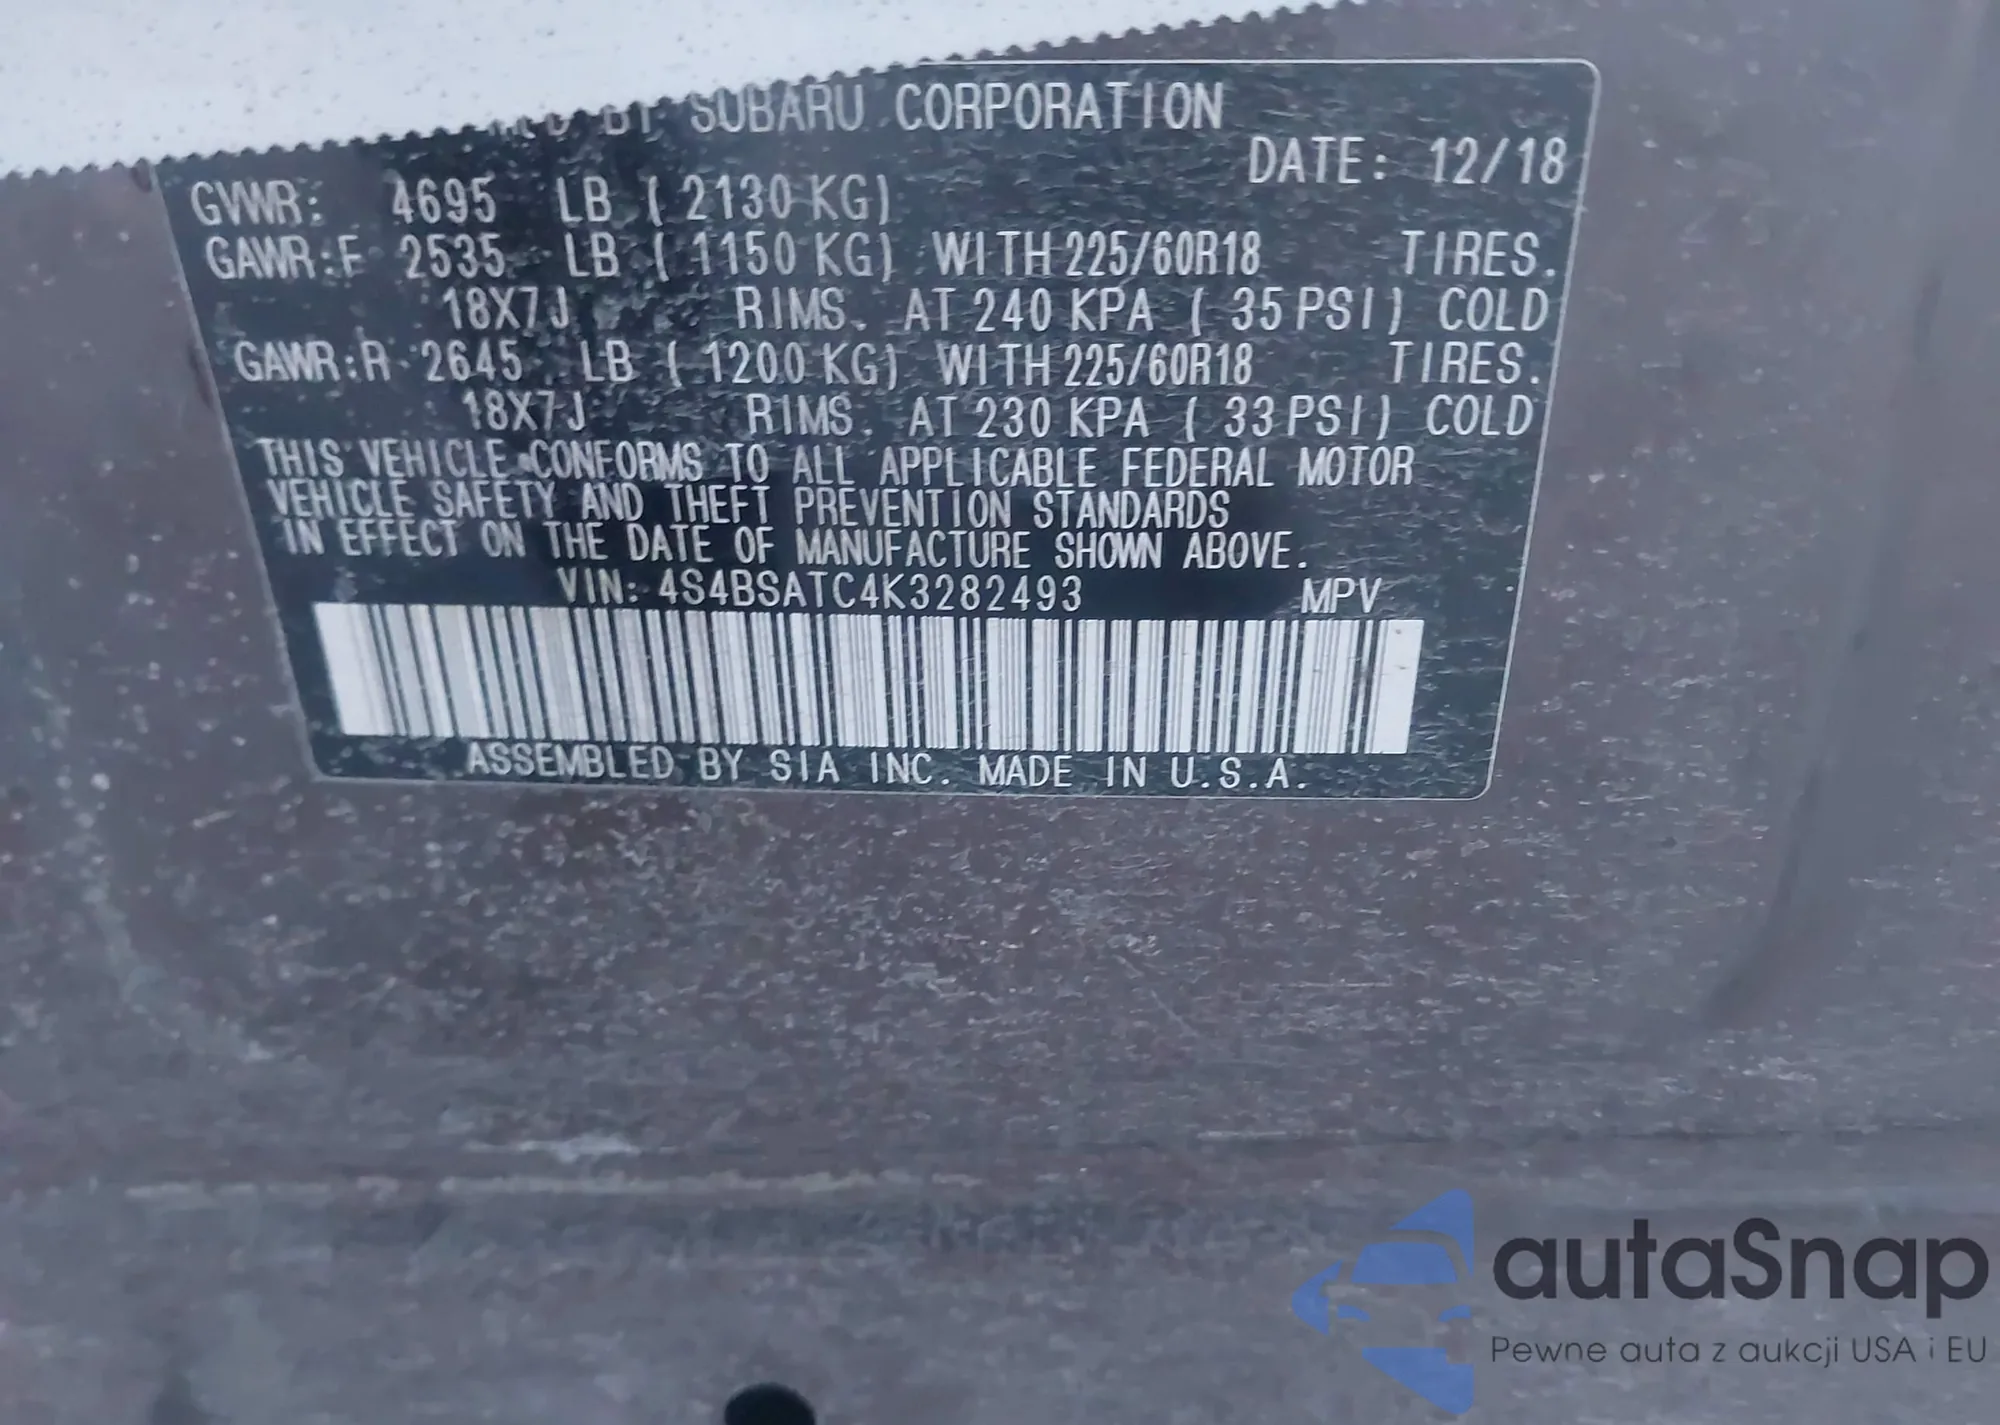 BY SUBARU CORPORATION
DATE: 12/18
GVWR: 4695 LB (2130 KG)
GAWR:F 2535 LB (1150 KG) WITH 225/60R18 TIRES.
18X7J RIMS. AT 240 KPA (35 PSI) COLD
GAWR:R 2645 LB (1200 KG) WITH 225/60R18 TIRES.
18X7J RIMS. AT 230 KPA (33 PSI) COLD
THIS VEHICLE CONFORMS TO ALL APPLICABLE FEDERAL MOTOR
VEHICLE SAFETY AND THEFT PREVENTION STANDARDS
IN EFFECT ON THE DATE OF MANUFACTURE SHOWN ABOVE.
VIN: 4S4BSATC4K3282493 MPV
ASSEMBLED BY SIA INC. MADE IN U.S.A.
autaSnap
Pewne auta z aukcji USA i EU